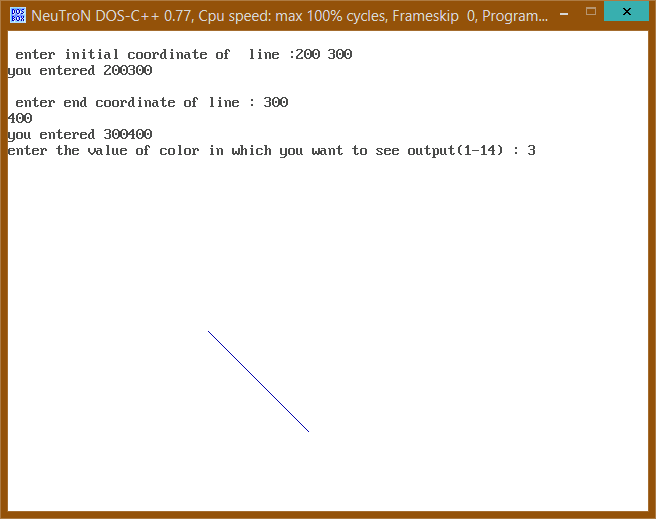 DOS BOX NeuTroN DOS-C++ 0.77, Cpu speed: max 100% cycles, Frameskip 0, Program...
enter initial coordinate of  line :200 300
you entered 200300
enter end coordinate of line : 300
400
you entered 300400
enter the value of color in which you want to see output(1-14) : 3